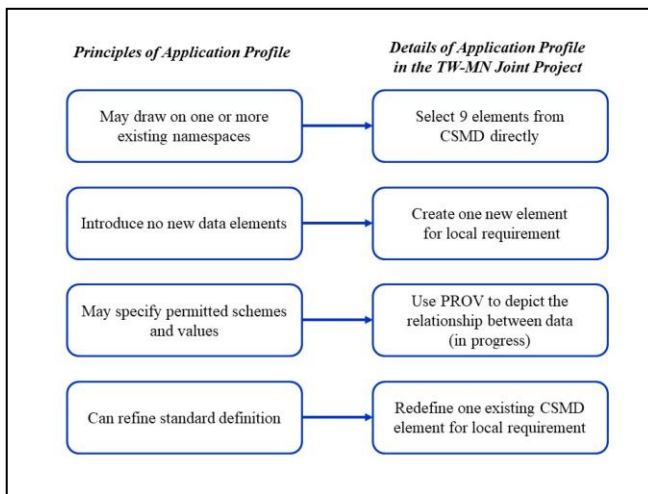 Principles of Application Profile
Details of Application Profile
in the TW-MN Joint Project
May draw on one or more
existing namespaces
Select 9 elements from
CSMD directly
Introduce no new data elements
Create one new element
for local requirement
May specify permitted schemes
and values
Use PROV to depict the
relationship between data
(in progress)
Can refine standard definition
Redefine one existing CSMD
element for local requirement